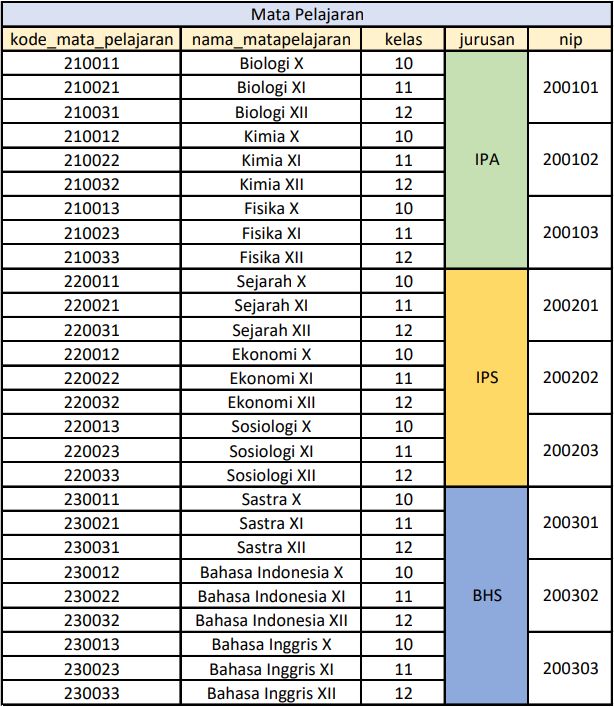 Mata Pelajaran
kode_mata_pelajaran nama_matapelajaran kelas jurusan nip
210011 Biologi X 10
210021 Biologi XI 11 200101
210031 Biologi XII 12
210012 Kimia X 10
210022 Kimia XI 11 IPA 200102
210032 Kimia XII 12
210013 Fisika X 10
210023 Fisika XI 11 200103
210033 Fisika XII 12
220011 Sejarah X 10
220021 Sejarah XI 11 200201
220031 Sejarah XII 12
220012 Ekonomi X 10
220022 Ekonomi XI 11 IPS 200202
220032 Ekonomi XII 12
220013 Sosiologi X 10
220023 Sosiologi XI 11 200203
220033 Sosiologi XII 12
230011 Sastra X 10
230021 Sastra XI 11 200301
230031 Sastra XII 12
230012 Bahasa Indonesia X 10
230022 Bahasa Indonesia XI 11 BHS 200302
230032 Bahasa Indonesia XII 12
230013 Bahasa Inggris X 10
230023 Bahasa Inggris XI 11 200303
230033 Bahasa Inggris XII 12